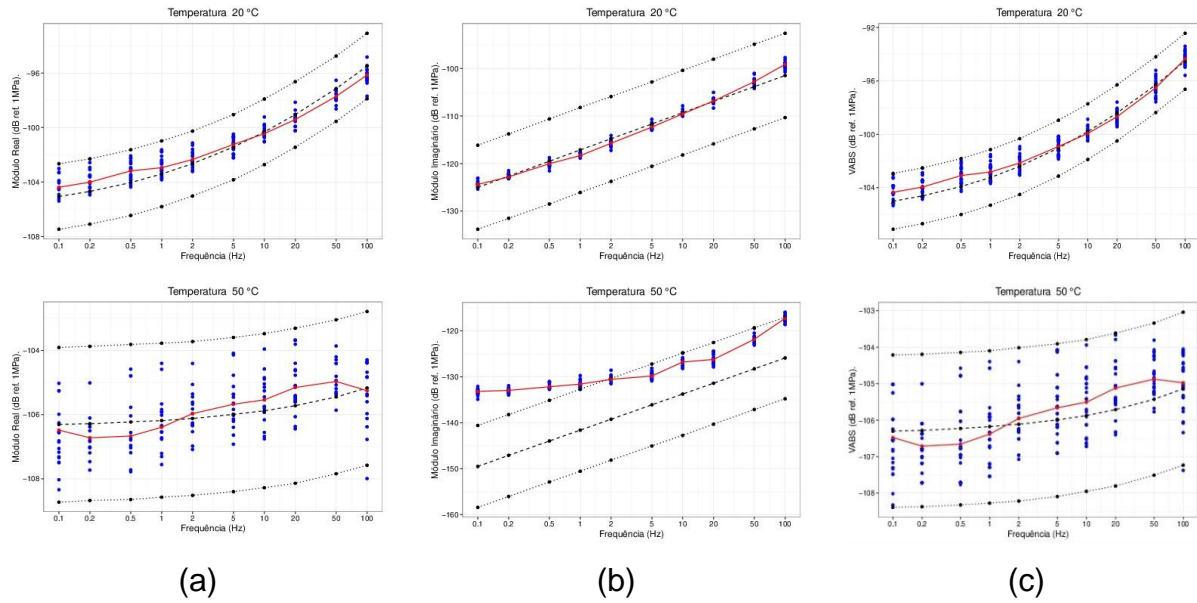 Temperatura 20 °C
Módulo Real (dB ref. 1MPa).
−96
−100
−104
−108
0.1 0.2 0.5 1 2 5 10 20 50 100
Frequência (Hz)
Temperatura 20 °C
Módulo Imaginário (dB ref. 1MPa).
−100
−110
−120
−130
0.1 0.2 0.5 1 2 5 10 20 50 100
Frequência (Hz)
Temperatura 20 °C
VABS (dB ref. 1MPa).
−92
−96
−100
−104
0.1 0.2 0.5 1 2 5 10 20 50 100
Frequência (Hz)
Temperatura 50 °C
Módulo Real (dB ref. 1MPa).
−104
−106
−108
0.1 0.2 0.5 1 2 5 10 20 50 100
Frequência (Hz)
Temperatura 50 °C
Módulo Imaginário (dB ref. 1MPa).
−120
−130
−140
−150
−160
0.1 0.2 0.5 1 2 5 10 20 50 100
Frequência (Hz)
Temperatura 50 °C
VABS (dB ref. 1MPa).
−103
−104
−105
−106
−107
−108
0.1 0.2 0.5 1 2 5 10 20 50 100
Frequência (Hz)
(a)
(b)
(c)